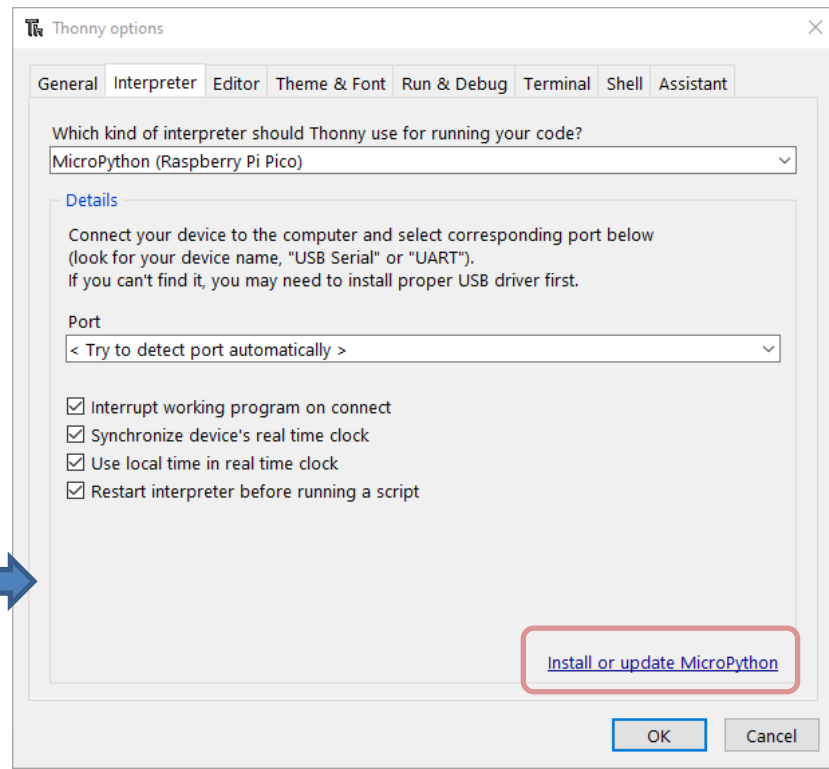 Thonny options
General Interpreter Editor Theme & Font Run & Debug Terminal Shell Assistant
Which kind of interpreter should Thonny use for running your code?
MicroPython (Raspberry Pi Pico)
Details
Connect your device to the computer and select corresponding port below
(look for your device name, "USB Serial" or "UART").
If you can't find it, you may need to install proper USB driver first.
Port
< Try to detect port automatically >
Interrupt working program on connect
Synchronize device's real time clock
Use local time in real time clock
Restart interpreter before running a script
Install or update MicroPython
OK Cancel